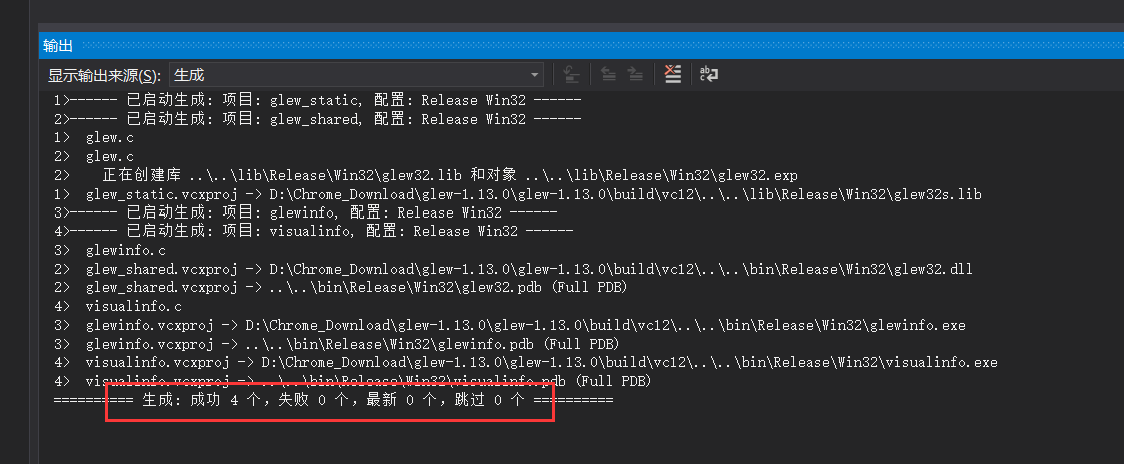 输出
显示输出来源(S): 生成
1>------ 已启动生成: 项目: glew_static, 配置: Release Win32 ------
2>------ 已启动生成: 项目: glew_shared, 配置: Release Win32 ------
1>  glew.c
2>  glew.c
2>    正在创建库 ..\..\lib\Release\Win32\glew32.lib 和对象 ..\..\lib\Release\Win32\glew32.exp
1>  glew_static.vcxproj -> D:\Chrome_Download\glew-1.13.0\glew-1.13.0\build\vc12\..\..\lib\Release\Win32\glew32s.lib
3>------ 已启动生成: 项目: glewinfo, 配置: Release Win32 ------
4>------ 已启动生成: 项目: visualinfo, 配置: Release Win32 ------
3>  glewinfo.c
2>  glew_shared.vcxproj -> D:\Chrome_Download\glew-1.13.0\glew-1.13.0\build\vc12\..\..\bin\Release\Win32\glew32.dll
2>  glew_shared.vcxproj -> ..\..\bin\Release\Win32\glew32.pdb (Full PDB)
4>  visualinfo.c
3>  glewinfo.vcxproj -> D:\Chrome_Download\glew-1.13.0\glew-1.13.0\build\vc12\..\..\bin\Release\Win32\glewinfo.exe
3>  glewinfo.vcxproj -> ..\..\bin\Release\Win32\glewinfo.pdb (Full PDB)
4>  visualinfo.vcxproj -> D:\Chrome_Download\glew-1.13.0\glew-1.13.0\build\vc12\..\..\bin\Release\Win32\visualinfo.exe
4>  visualinfo.vcxproj -> ..\..\bin\Release\Win32\visualinfo.pdb (Full PDB)
========== 生成: 成功 4 个，失败 0 个，最新 0 个，跳过 0 个 ==========